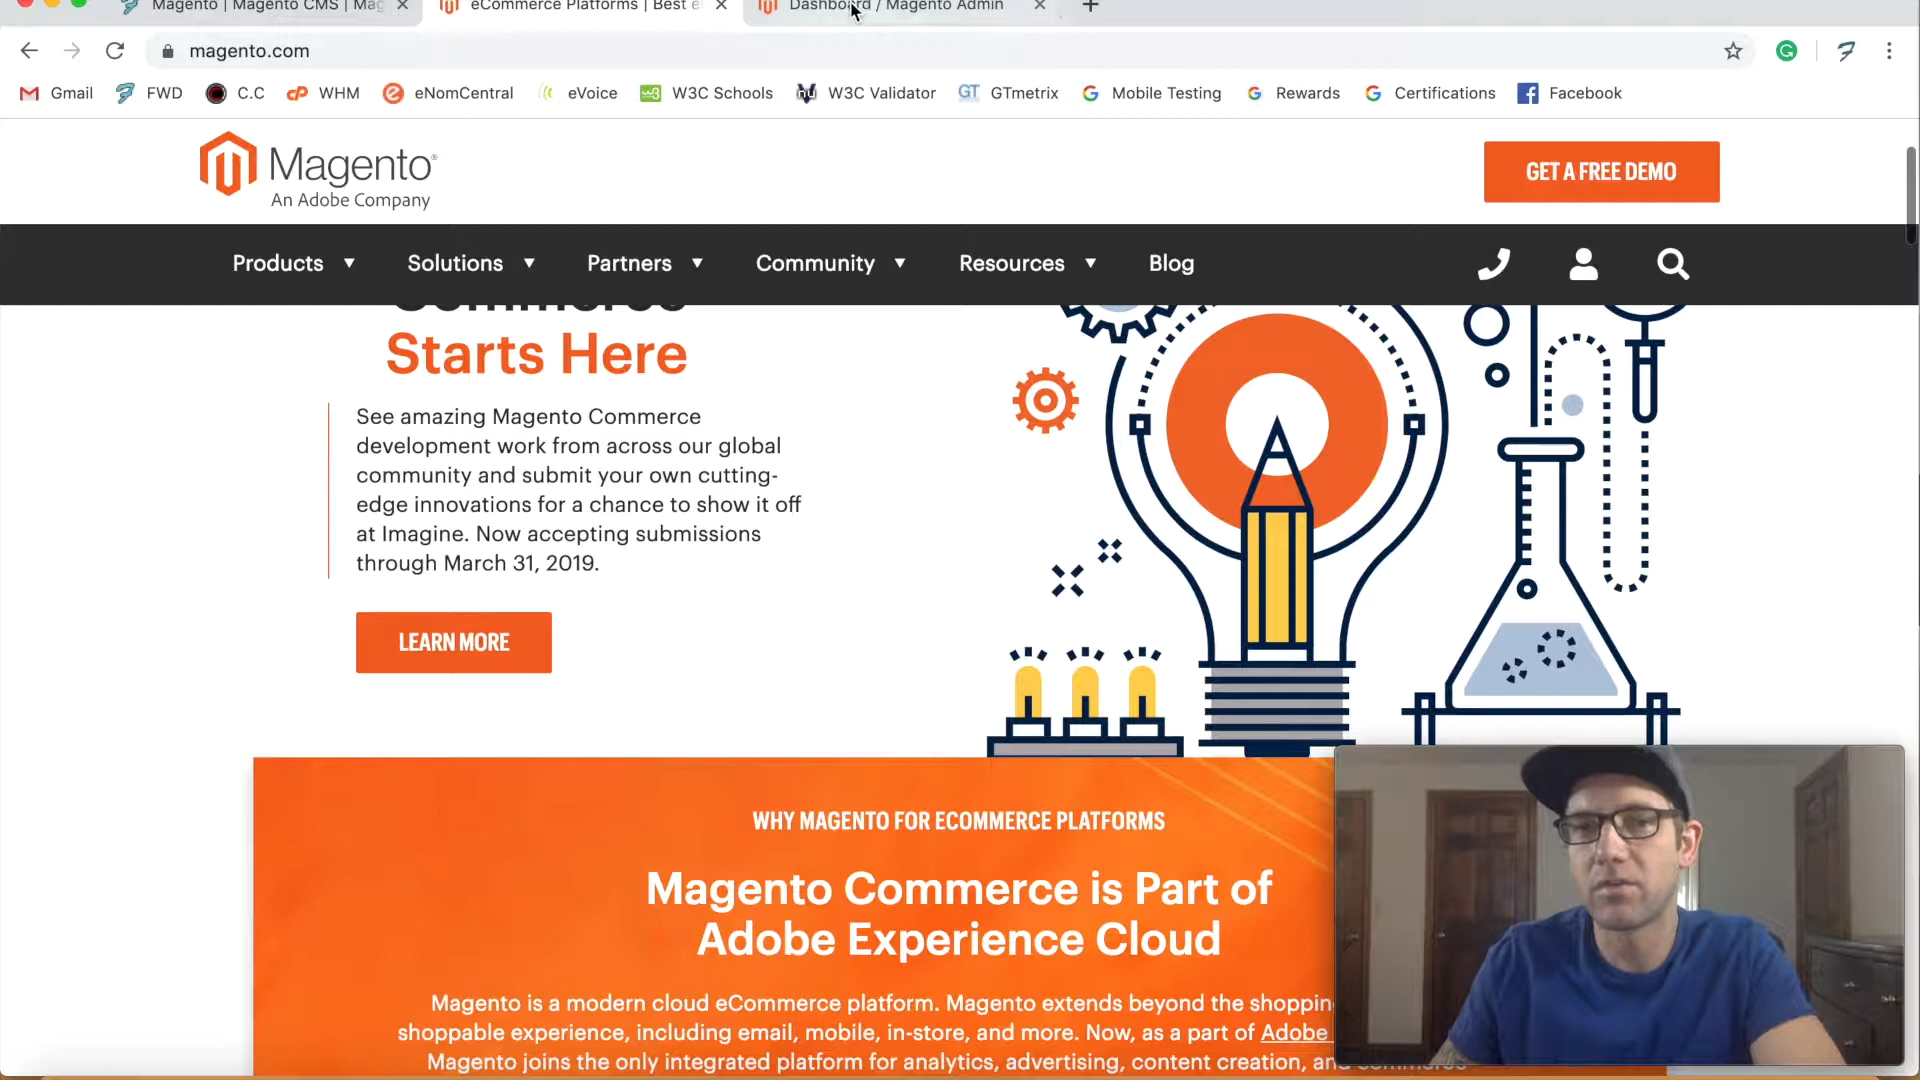 Magento | Magento CMS | Mag
eCommerce Platforms | Best e
Dashboard / Magento Admin
magento.com
Gmail FWD C.C WHM eNomCentral eVoice W3C Schools W3C Validator GTmetrix Mobile Testing Rewards Certifications Facebook
Magento
An Adobe Company
GET A FREE DEMO
Products Solutions Partners Community Resources Blog
Commerce
Starts Here
See amazing Magento Commerce
development work from across our global
community and submit your own cutting-
edge innovations for a chance to show it off
at Imagine. Now accepting submissions
through March 31, 2019.
LEARN MORE
WHY MAGENTO FOR ECOMMERCE PLATFORMS
Magento Commerce is Part of
Adobe Experience Cloud
Magento is a modern cloud eCommerce platform. Magento extends beyond the shoppin
shoppable experience, including email, mobile, in-store, and more. Now, as a part of Adobe
Magento joins the only integrated platform for analytics, advertising, content creation, and commerce